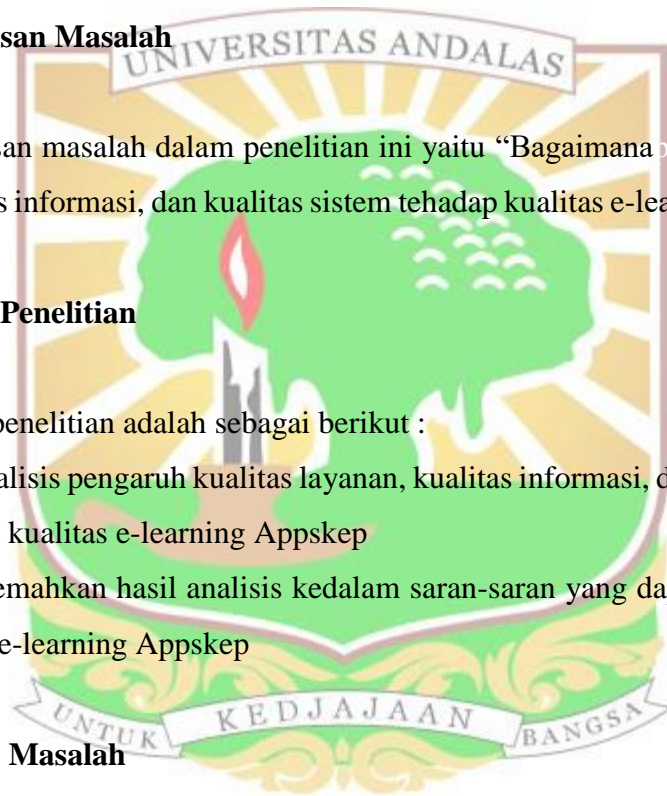 san Masalah
UNIVERSITAS ANDALAS
an masalah dalam penelitian ini yaitu “Bagaimana
s informasi, dan kualitas sistem tehadap kualitas e-lea
Penelitian
penelitian adalah sebagai berikut :
alisis pengaruh kualitas layanan, kualitas informasi, d
kualitas e-learning Appskep
emahkan hasil analisis kedalam saran-saran yang da
e-learning Appskep
UNTUK KEDJAJAAN BANGSA
Masalah